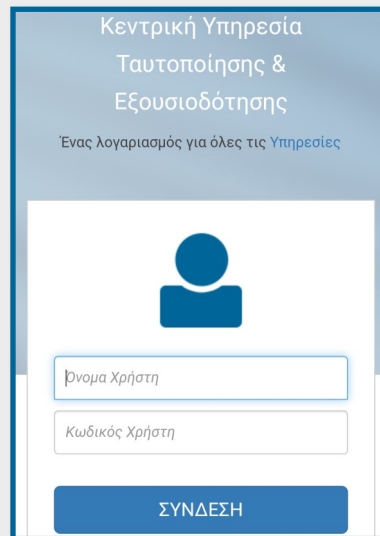 Κεντρική Υπηρεσία
Ταυτοποίησης &
Εξουσιοδότησης
Ένας λογαριασμός για όλες τις Υπηρεσίες
Όνομα Χρήστη
Κωδικός Χρήστη
ΣΥΝΔΕΣΗ